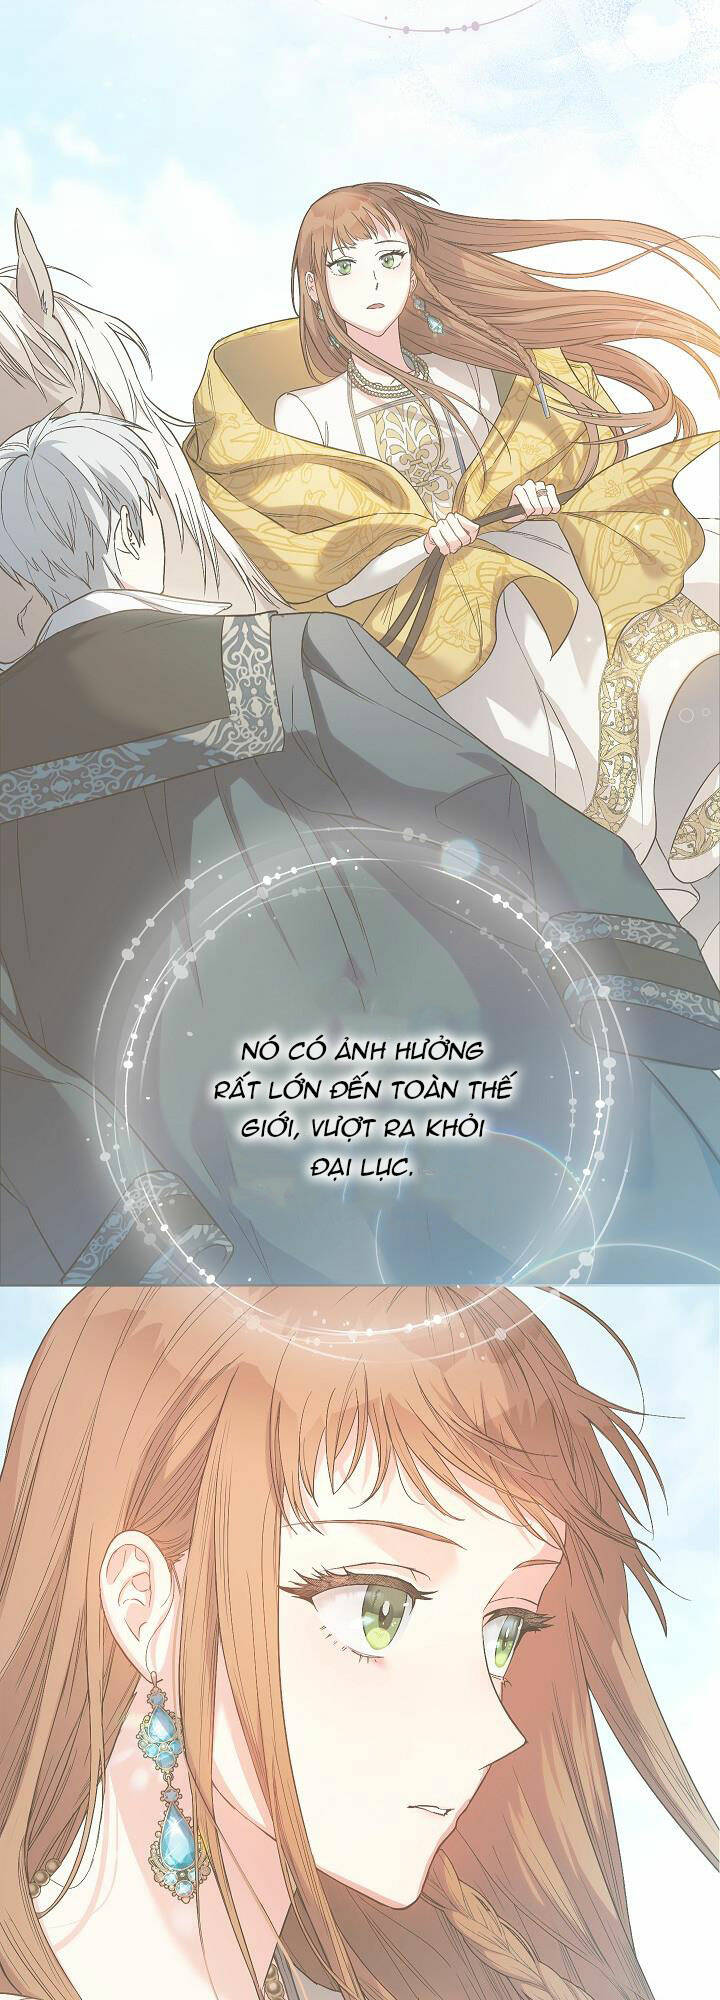 NÓ CÓ ẢNH HƯỞNG
RẤT LỚN ĐẾN TOÀN THẾ
GIỚI, VƯỢT RA KHỎI
ĐẠI LỤC.